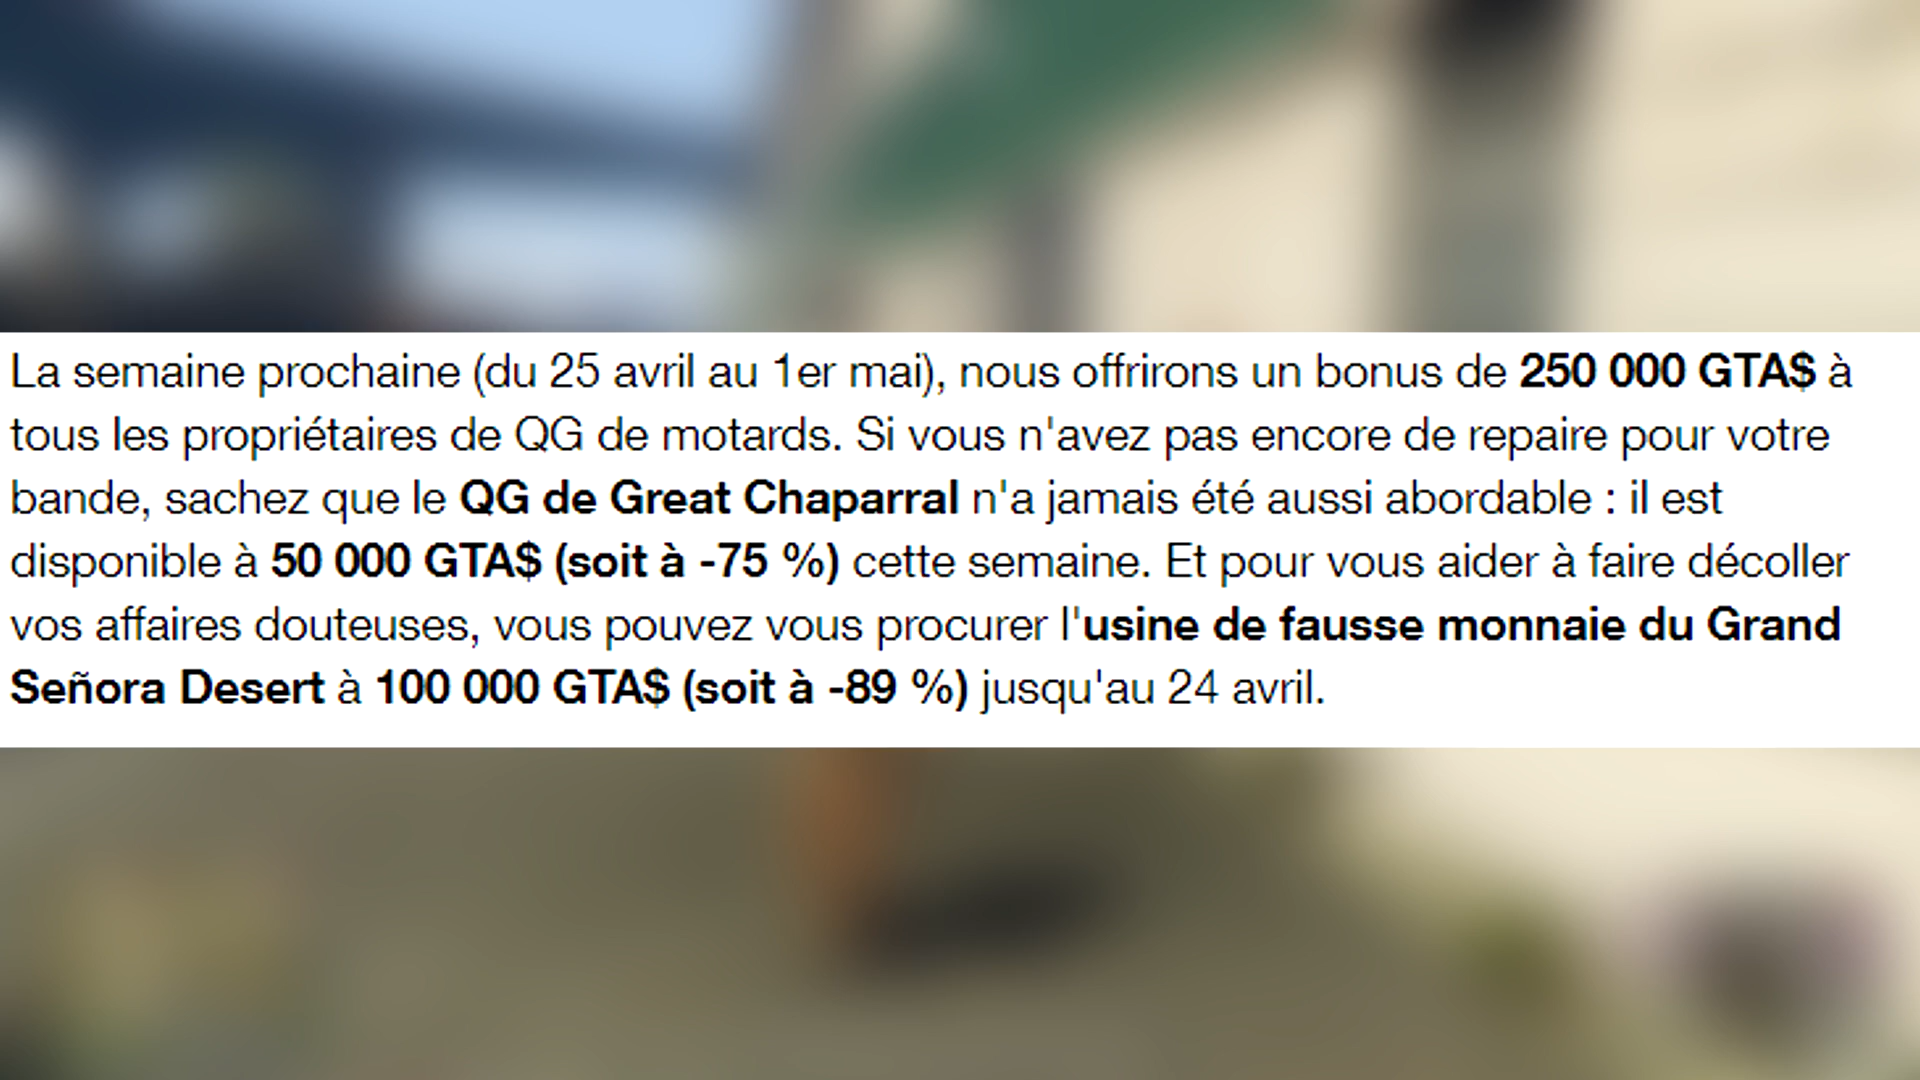 La semaine prochaine (du 25 avril au 1er mai), nous offrirons un bonus de 250 000 GTA$ à
tous les propriétaires de QG de motards. Si vous n'avez pas encore de repaire pour votre
bande, sachez que le QG de Great Chaparral n'a jamais été aussi abordable : il est
disponible à 50 000 GTA$ (soit à -75 %) cette semaine. Et pour vous aider à faire décoller
vos affaires douteuses, vous pouvez vous procurer l'usine de fausse monnaie du Grand
Señora Desert à 100 000 GTA$ (soit à -89 %) jusqu'au 24 avril.